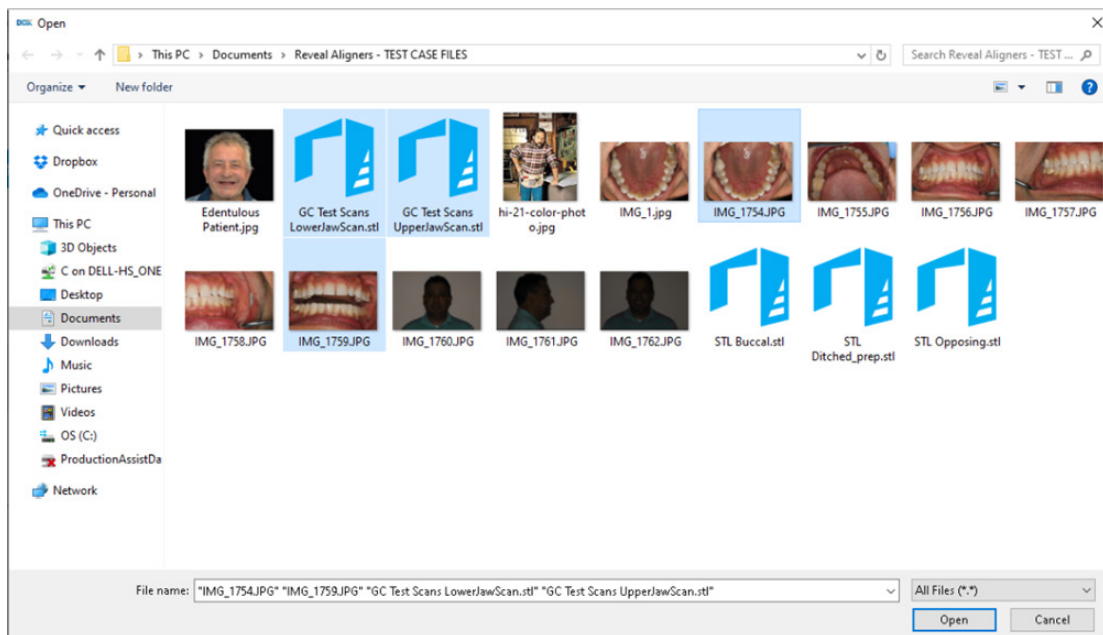 DDX Open
This PC > Documents > Reveal Aligners - TEST CASE FILES
Search Reveal Aligners - TEST ...
Organize
New folder
Quick access
Dropbox
OneDrive - Personal
This PC
3D Objects
C on DELL-HS_ONE
Desktop
Documents
Downloads
Music
Pictures
Videos
OS (C:)
ProductionAssistDa
Network
Edentulous
Patient.jpg
GC Test Scans
LowerJawScan.stl
GC Test Scans
UpperJawScan.stl
hi-21-color-phot
o.jpg
IMG_1.jpg
IMG_1754.JPG
IMG_1755.JPG
IMG_1756.JPG
IMG_1757.JPG
IMG_1758.JPG
IMG_1759.JPG
IMG_1760.JPG
IMG_1761.JPG
IMG_1762.JPG
STL Buccal.stl
STL
Ditched_prep.stl
STL Opposing.stl
File name: "IMG_1754.JPG" "IMG_1759.JPG" "GC Test Scans LowerJawScan.stl" "GC Test Scans UpperJawScan.stl"
All Files (*.*)
Open
Cancel